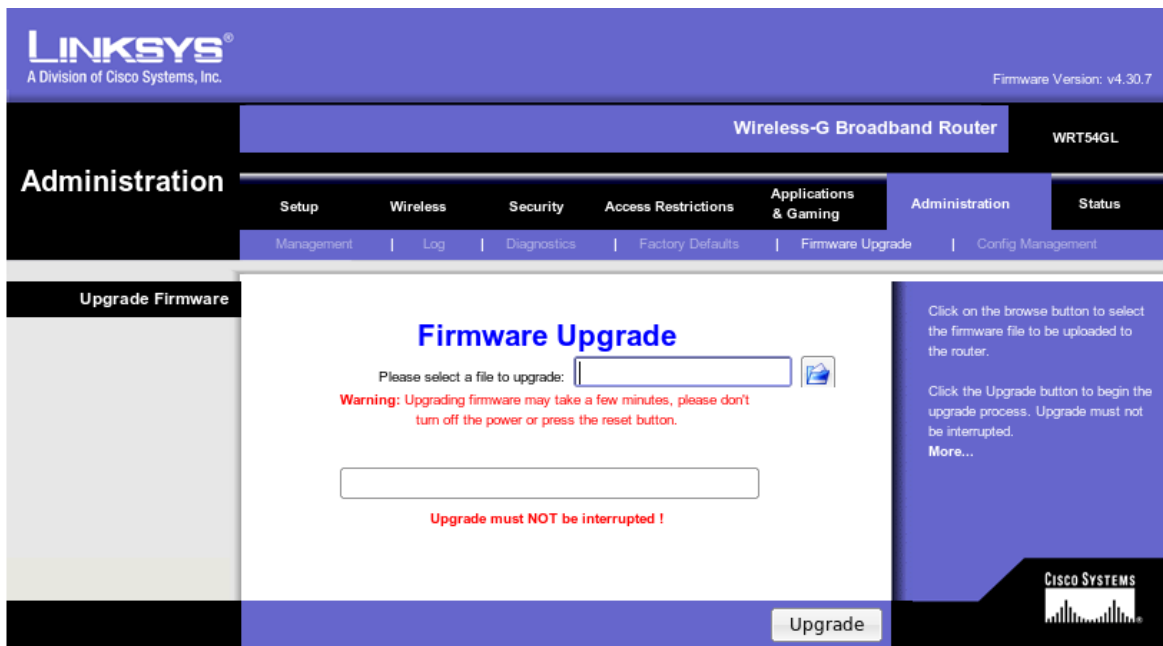 LINKSYS®
A Division of Cisco Systems, Inc.
Firmware Version: v4.30.7
Wireless-G Broadband Router
WRT54GL
Administration
Setup
Wireless
Security
Access Restrictions
Applications
& Gaming
Administration
Status
Management | Log | Diagnostics | Factory Defaults | Firmware Upgrade | Config Management
Upgrade Firmware
Firmware Upgrade
Please select a file to upgrade:
Warning: Upgrading firmware may take a few minutes, please don't
turn off the power or press the reset button.
Upgrade must NOT be interrupted !
Click on the browse button to select
the firmware file to be uploaded to
the router.
Click the Upgrade button to begin the
upgrade process. Upgrade must not
be interrupted.
More...
CISCO SYSTEMS
Upgrade